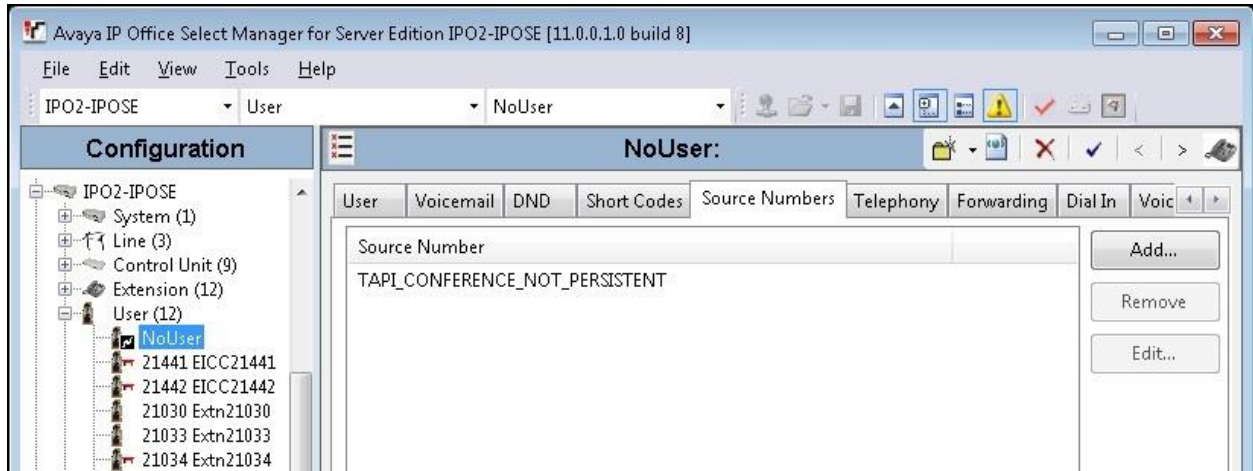 Avaya IP Office Select Manager for Server Edition IPO2-IPOSE [11.0.0.1.0 build 8]
File Edit View Tools Help
IPO2-IPOSE User NoUser
Configuration
IPO2-IPOSE
System (1)
Line (3)
Control Unit (9)
Extension (12)
User (12)
NoUser
21441 EICC21441
21442 EICC21442
21030 Extn21030
21033 Extn21033
21034 Extn21034
NoUser:
User Voicemail DND Short Codes Source Numbers Telephony Forwarding Dial In Voic
Source Number
TAPI_CONFERENCE_NOT_PERSISTENT
Add...
Remove
Edit...